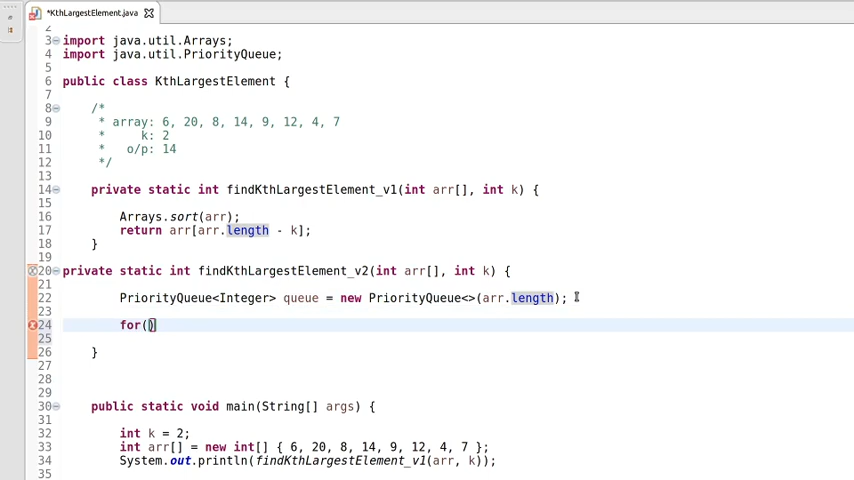 *KthLargestElement.java
2
3 import java.util.Arrays;
4 import java.util.PriorityQueue;
5
6 public class KthLargestElement {
7
8 /*
9 * array: 6, 20, 8, 14, 9, 12, 4, 7
10 * k: 2
11 * o/p: 14
12 */
13
14 private static int findKthLargestElement_v1(int arr[], int k) {
15
16 Arrays.sort(arr);
17 return arr[arr.length - k];
18 }
19
20 private static int findKthLargestElement_v2(int arr[], int k) {
21
22 PriorityQueue<Integer> queue = new PriorityQueue<>(arr.length);
23
24 for()
25
26 }
27
28
29
30 public static void main(String[] args) {
31
32 int k = 2;
33 int arr[] = new int[] { 6, 20, 8, 14, 9, 12, 4, 7 };
34 System.out.println(findKthLargestElement_v1(arr, k));
35